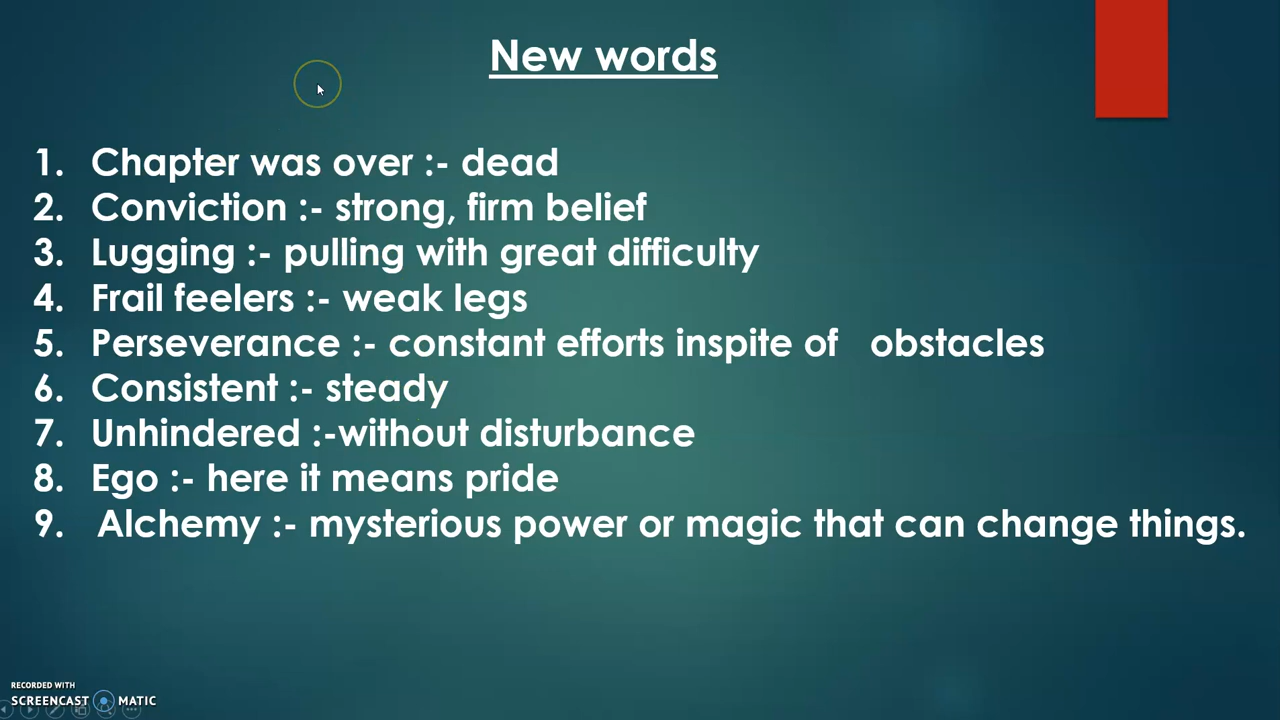 New words
1. Chapter was over :- dead
2. Conviction :- strong, firm belief
3. Lugging :- pulling with great difficulty
4. Frail feelers :- weak legs
5. Perseverance :- constant efforts inspite of obstacles
6. Consistent :- steady
7. Unhindered :-without disturbance
8. Ego :- here it means pride
9. Alchemy :- mysterious power or magic that can change things.
RECORDED WITH
SCREENCAST MATIC